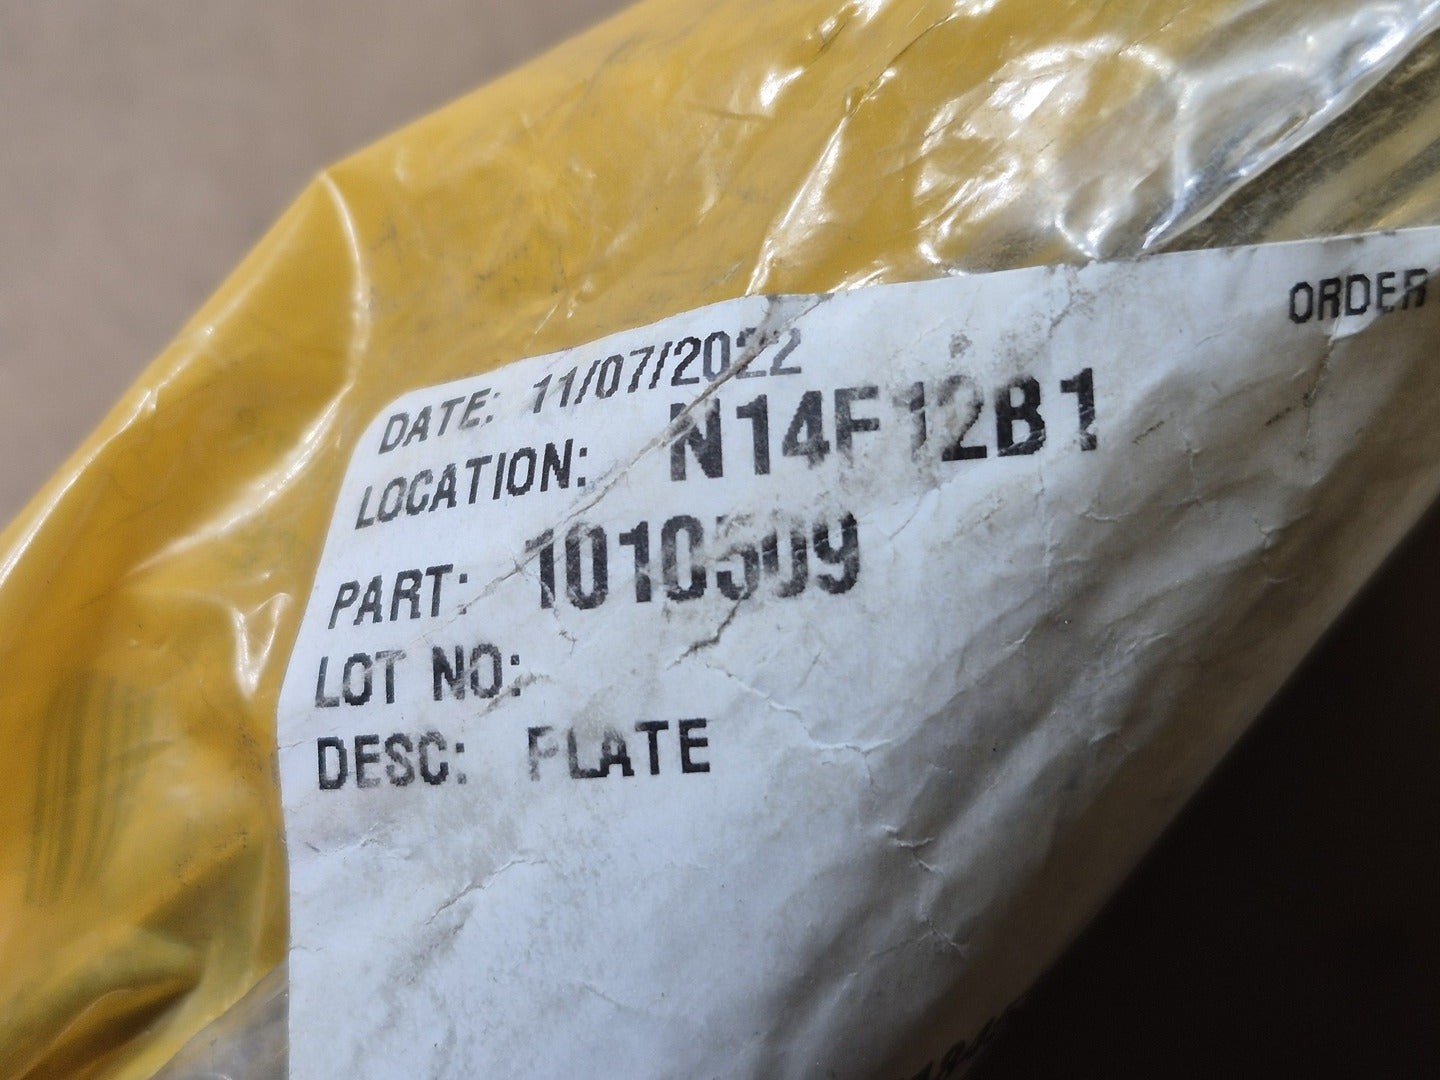 ORDER
DATE: 11/07/2022
LOCATION: N14F12B1
PART: 1010509
LOT NO:
DESC: PLATE